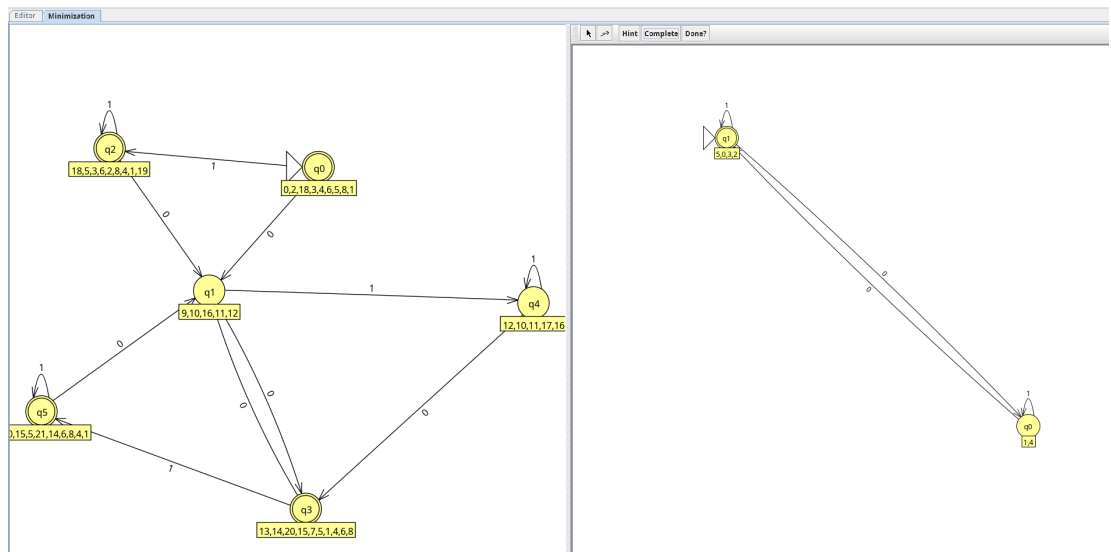 Editor Minimization
Hint Complete Done?
1
q2
18,5,3,6,2,8,4,1,19
1
q0
0,2,18,3,4,6,5,8,1
0
0
q1
9,10,16,11,12
1
1
q4
12,10,11,17,16
0
1
q5
),15,5,21,14,6,8,4,1
0
0
0
1
q3
13,14,20,15,7,5,1,4,6,8
1
q1
5,0,3,2
0
0
1
q0
1,4